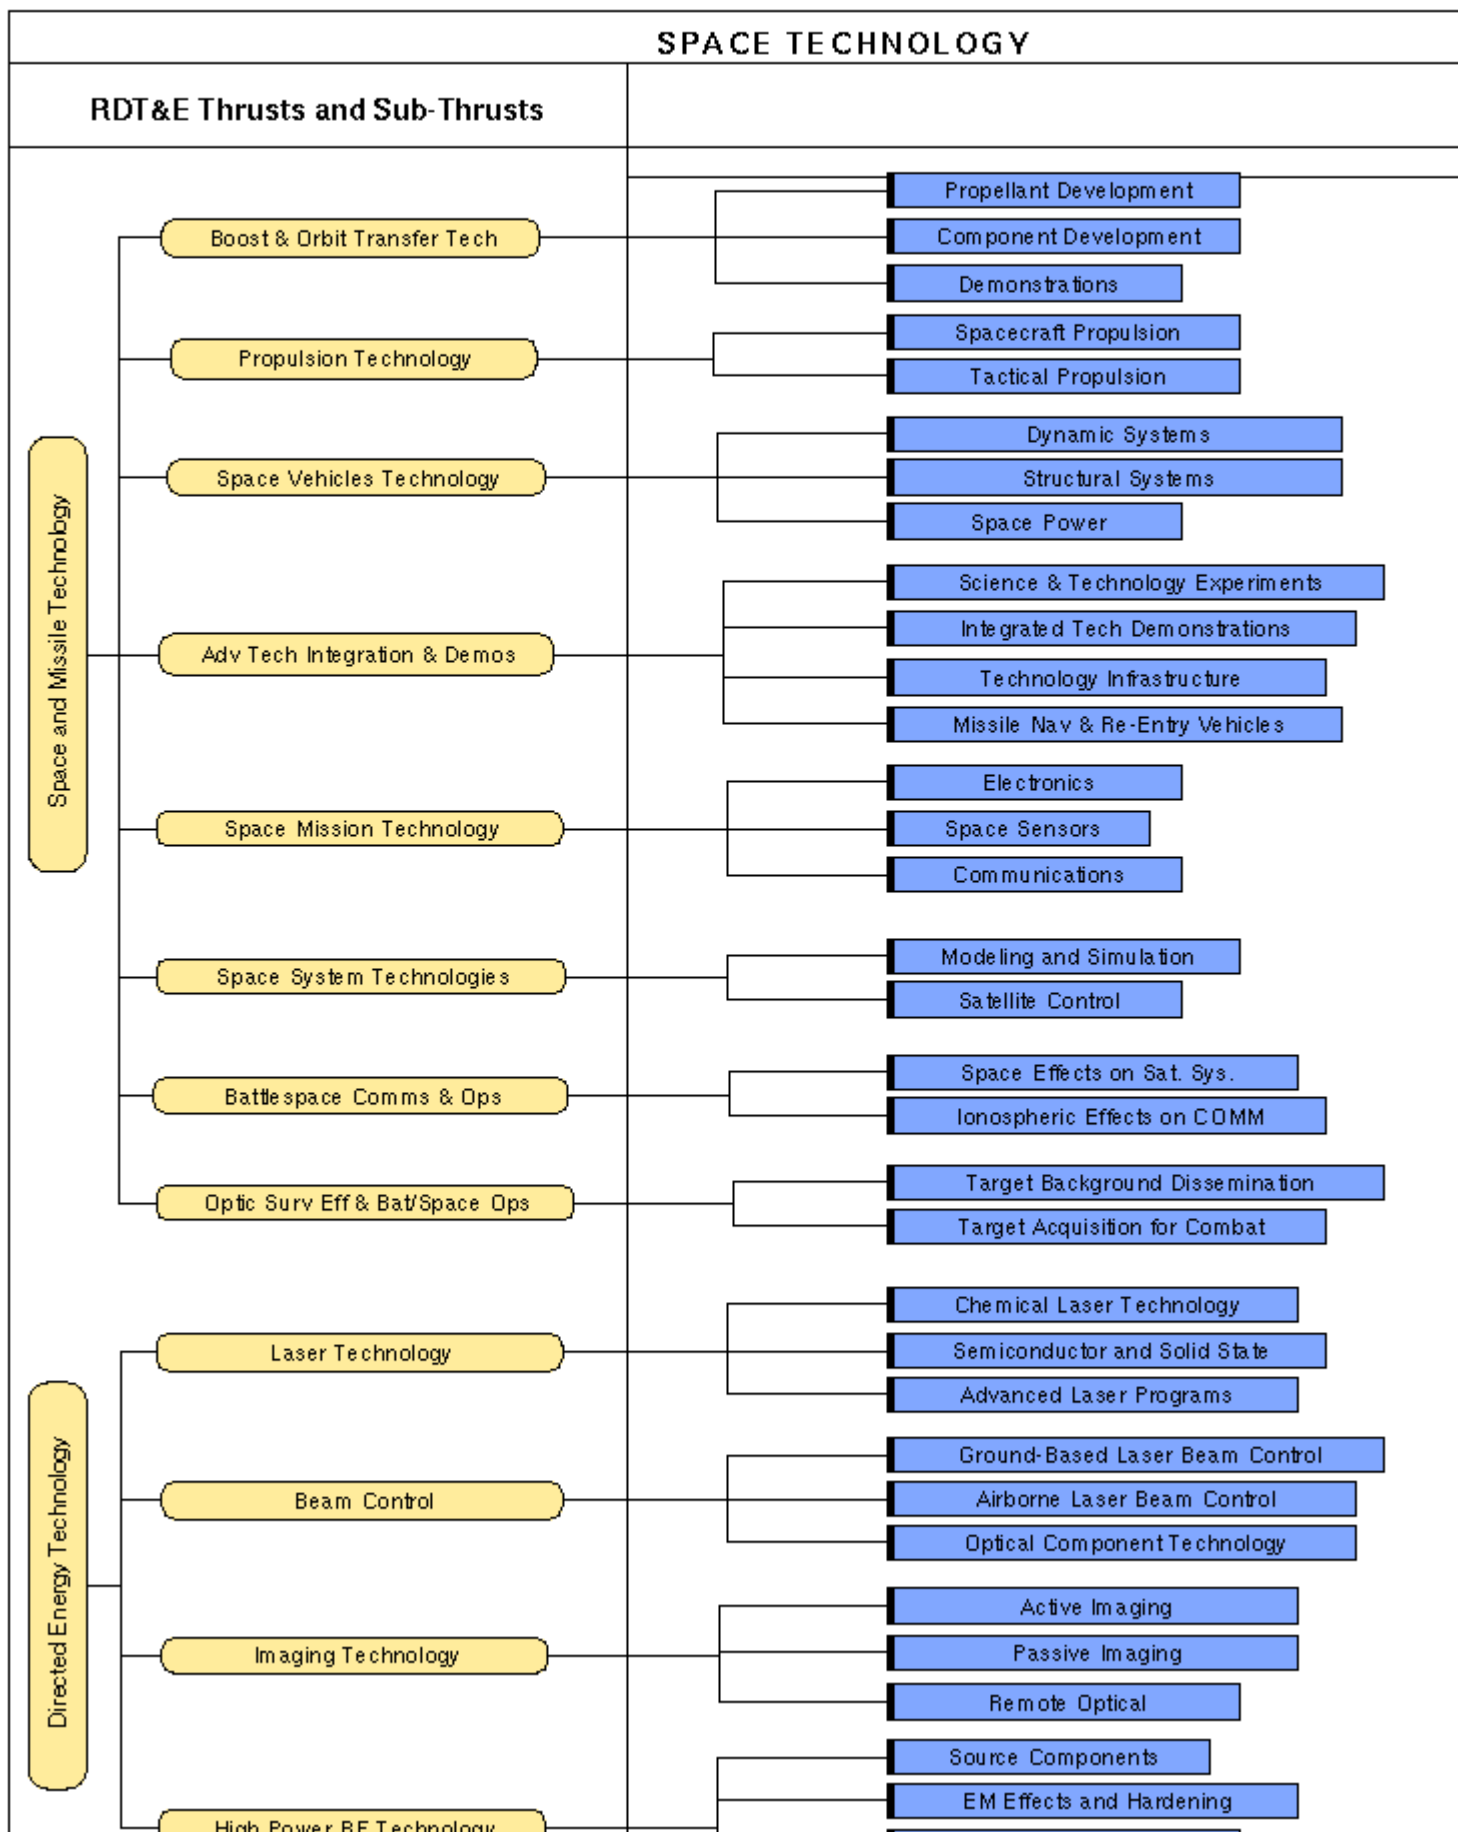 SPACE TECHNOLOGY
RDT&E Thrusts and Sub-Thrusts
Space and Missile Technology
Boost & Orbit Transfer Tech
Propellant Development
Component Development
Demonstrations
Propulsion Technology
Spacecraft Propulsion
Tactical Propulsion
Space Vehicles Technology
Dynamic Systems
Structural Systems
Space Power
Adv Tech Integration & Demos
Science & Technology Experiments
Integrated Tech Demonstrations
Technology Infrastructure
Missile Nav & Re-Entry Vehicles
Space Mission Technology
Electronics
Space Sensors
Communications
Space System Technologies
Modeling and Simulation
Satellite Control
Battlespace Comms & Ops
Space Effects on Sat. Sys.
Ionospheric Effects on COMM
Optic Surv Eff & Bat/Space Ops
Target Background Dissemination
Target Acquisition for Combat
Directed Energy Technology
Laser Technology
Chemical Laser Technology
Semiconductor and Solid State
Advanced Laser Programs
Beam Control
Ground-Based Laser Beam Control
Airborne Laser Beam Control
Optical Component Technology
Imaging Technology
Active Imaging
Passive Imaging
Remote Optical
High Power RF Technology
Source Components
EM Effects and Hardening